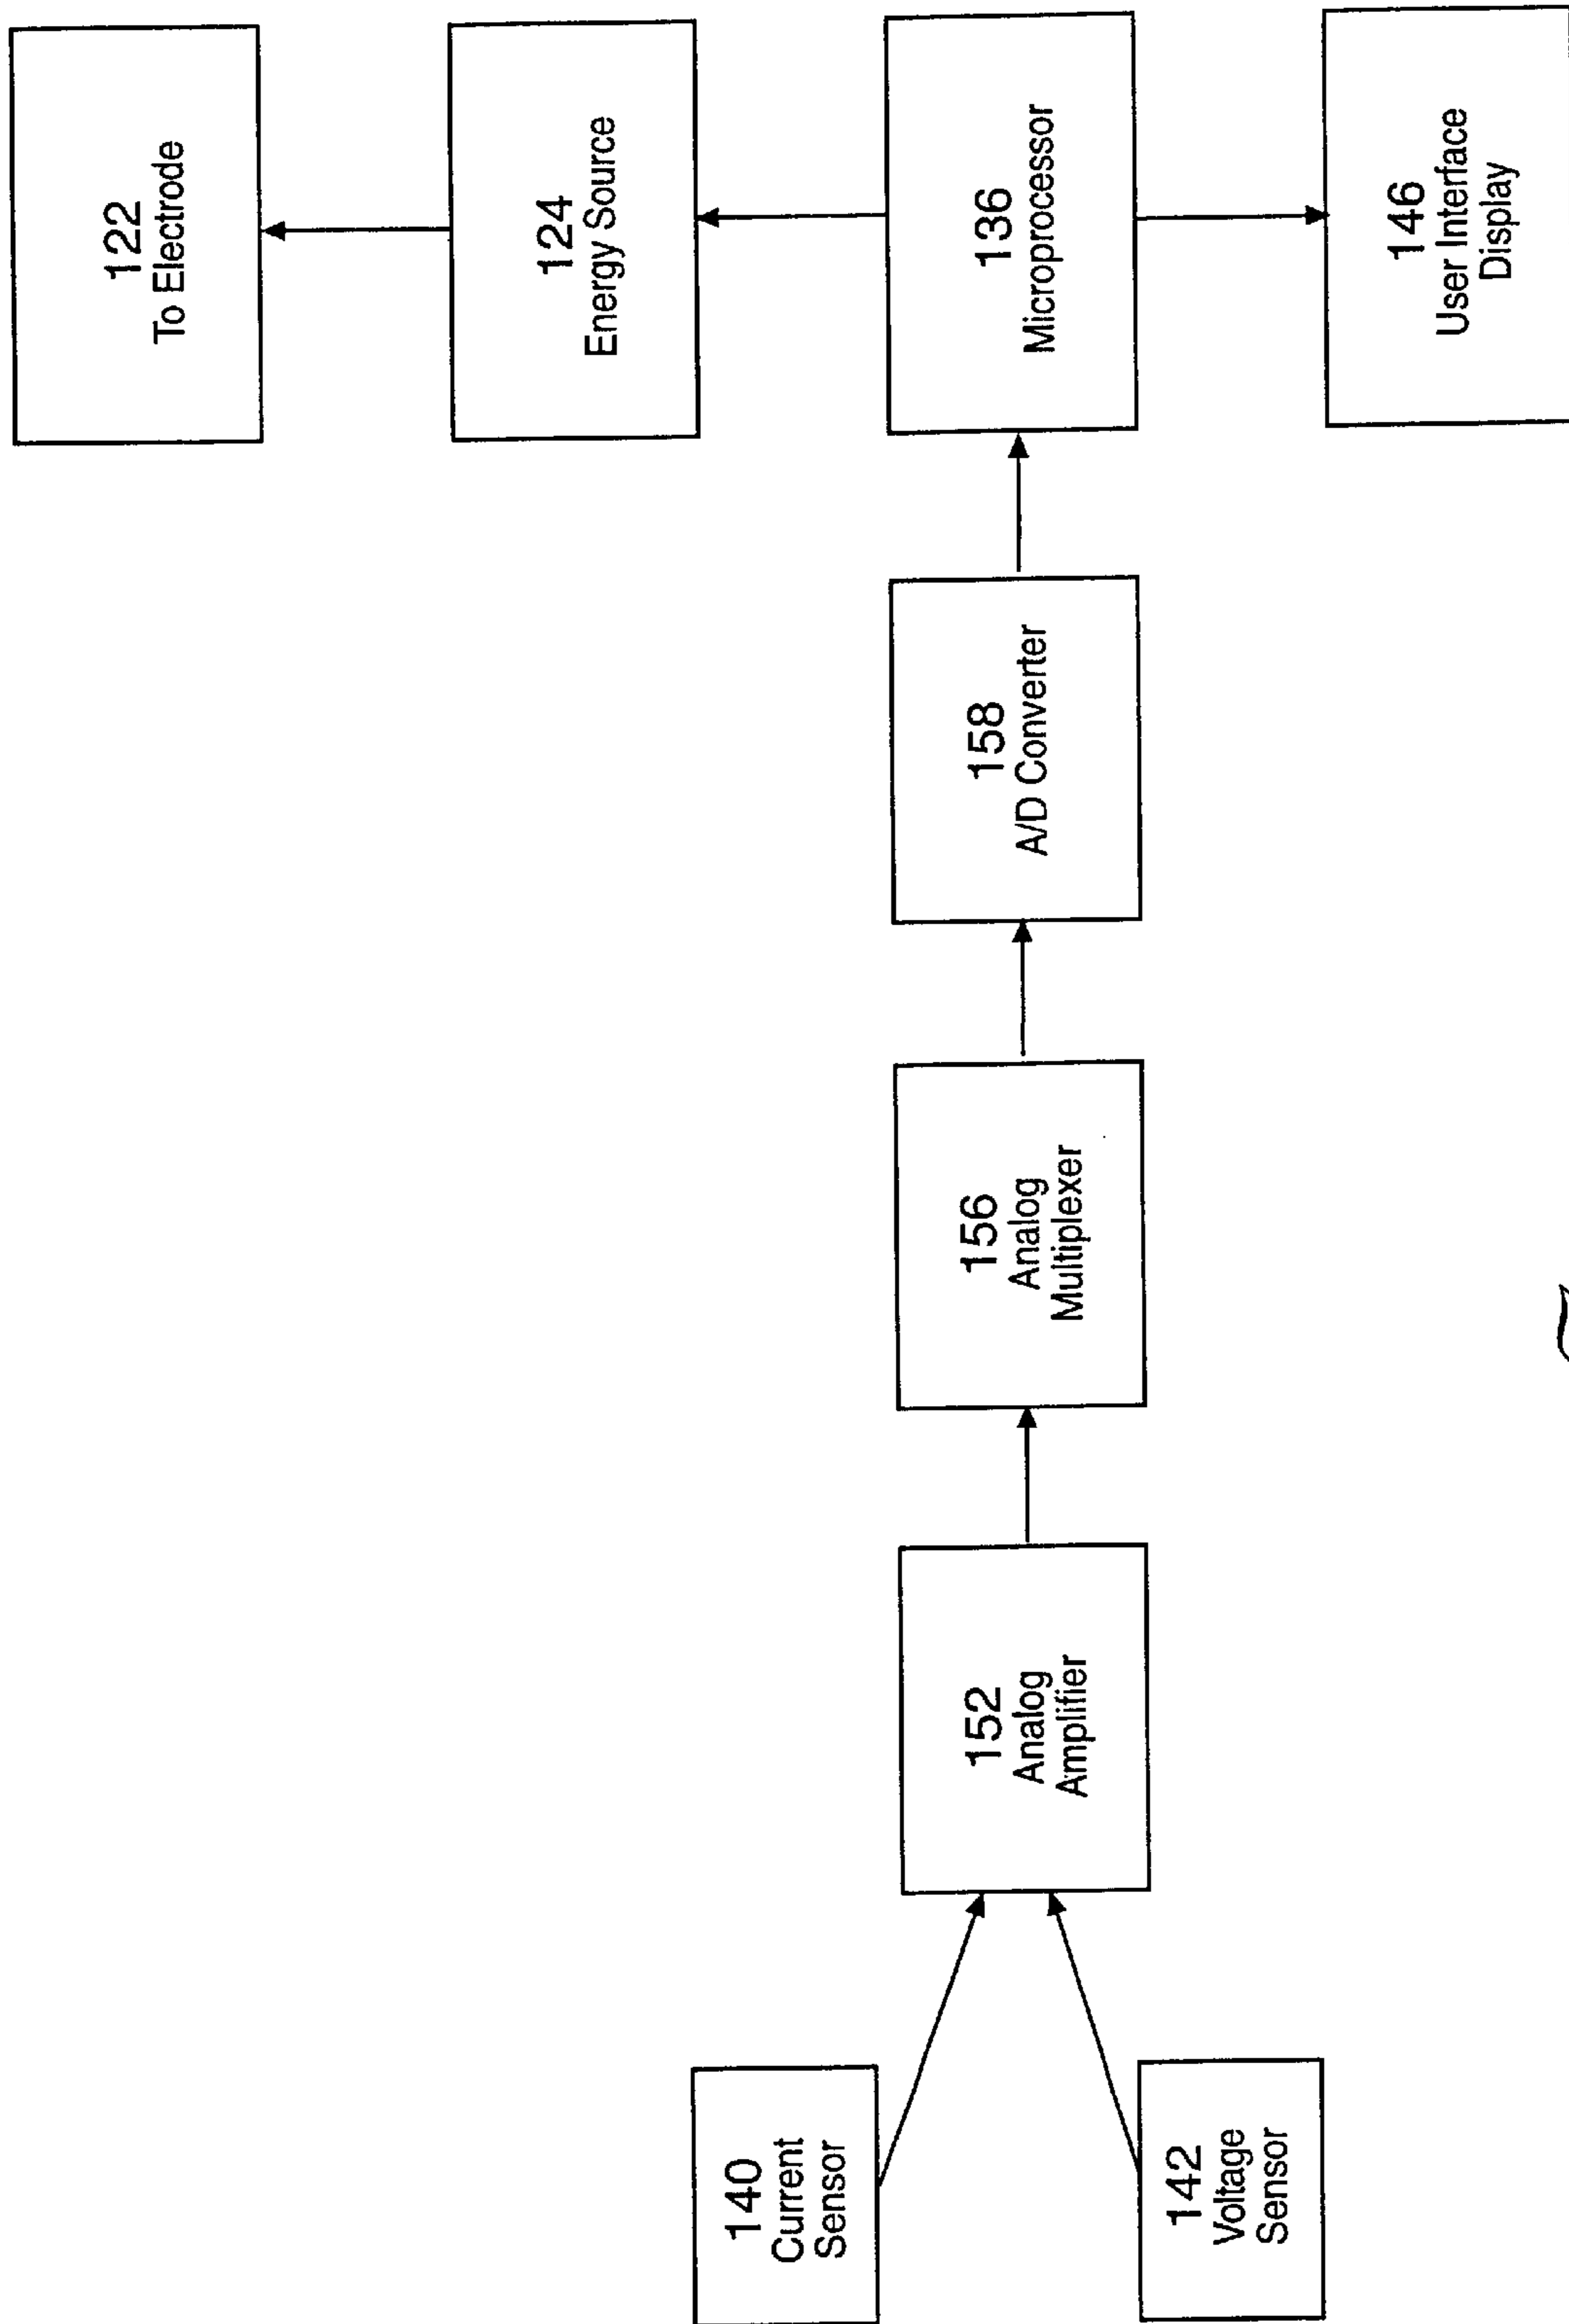 122
To Electrode
124
Energy Source
140
Current
Sensor
142
Voltage
Sensor
152
Analog
Amplifier
156
Analog
Multiplexer
158
A/D Converter
136
Microprocessor
146
User Interface
Display